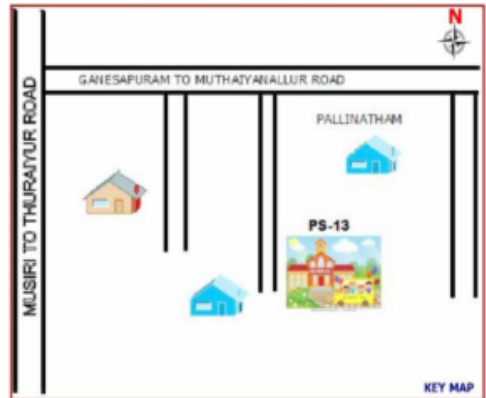 N
GANESAPURAM TO MUTHAIYANALLUR ROAD
MUSIRI TO THURAIYUR ROAD
PALLINATHAM
PS-13
KEY MAP